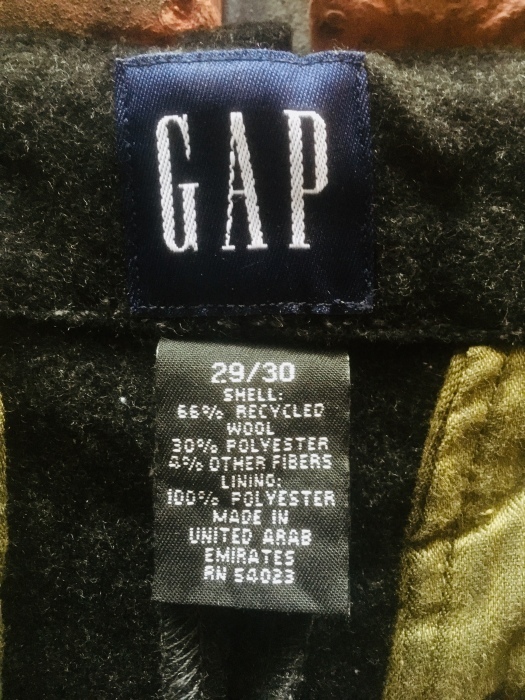 GAP
29/30
SHELL:
66% RECYCLED
WOOL
30% POLYESTER
4% OTHER FIBERS
LINING:
100% POLYESTER
MADE IN
UNITED ARAB
EMIRATES
RN 54023